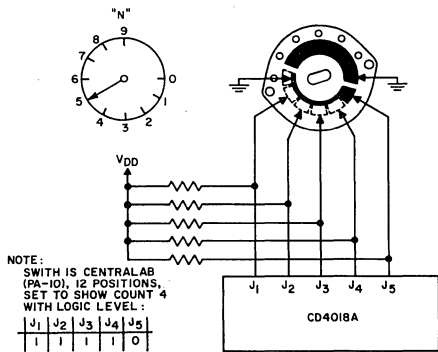 "N"
9
8
7
6
5
4
3
2
1
0
VDD
J1 J2 J3 J4 J5
CD4018A
NOTE:
SWITH IS CENTRALAB
(PA-10), 12 POSITIONS,
SET TO SHOW COUNT 4
WITH LOGIC LEVEL:
J1 J2 J3 J4 J5
1 1 1 1 0